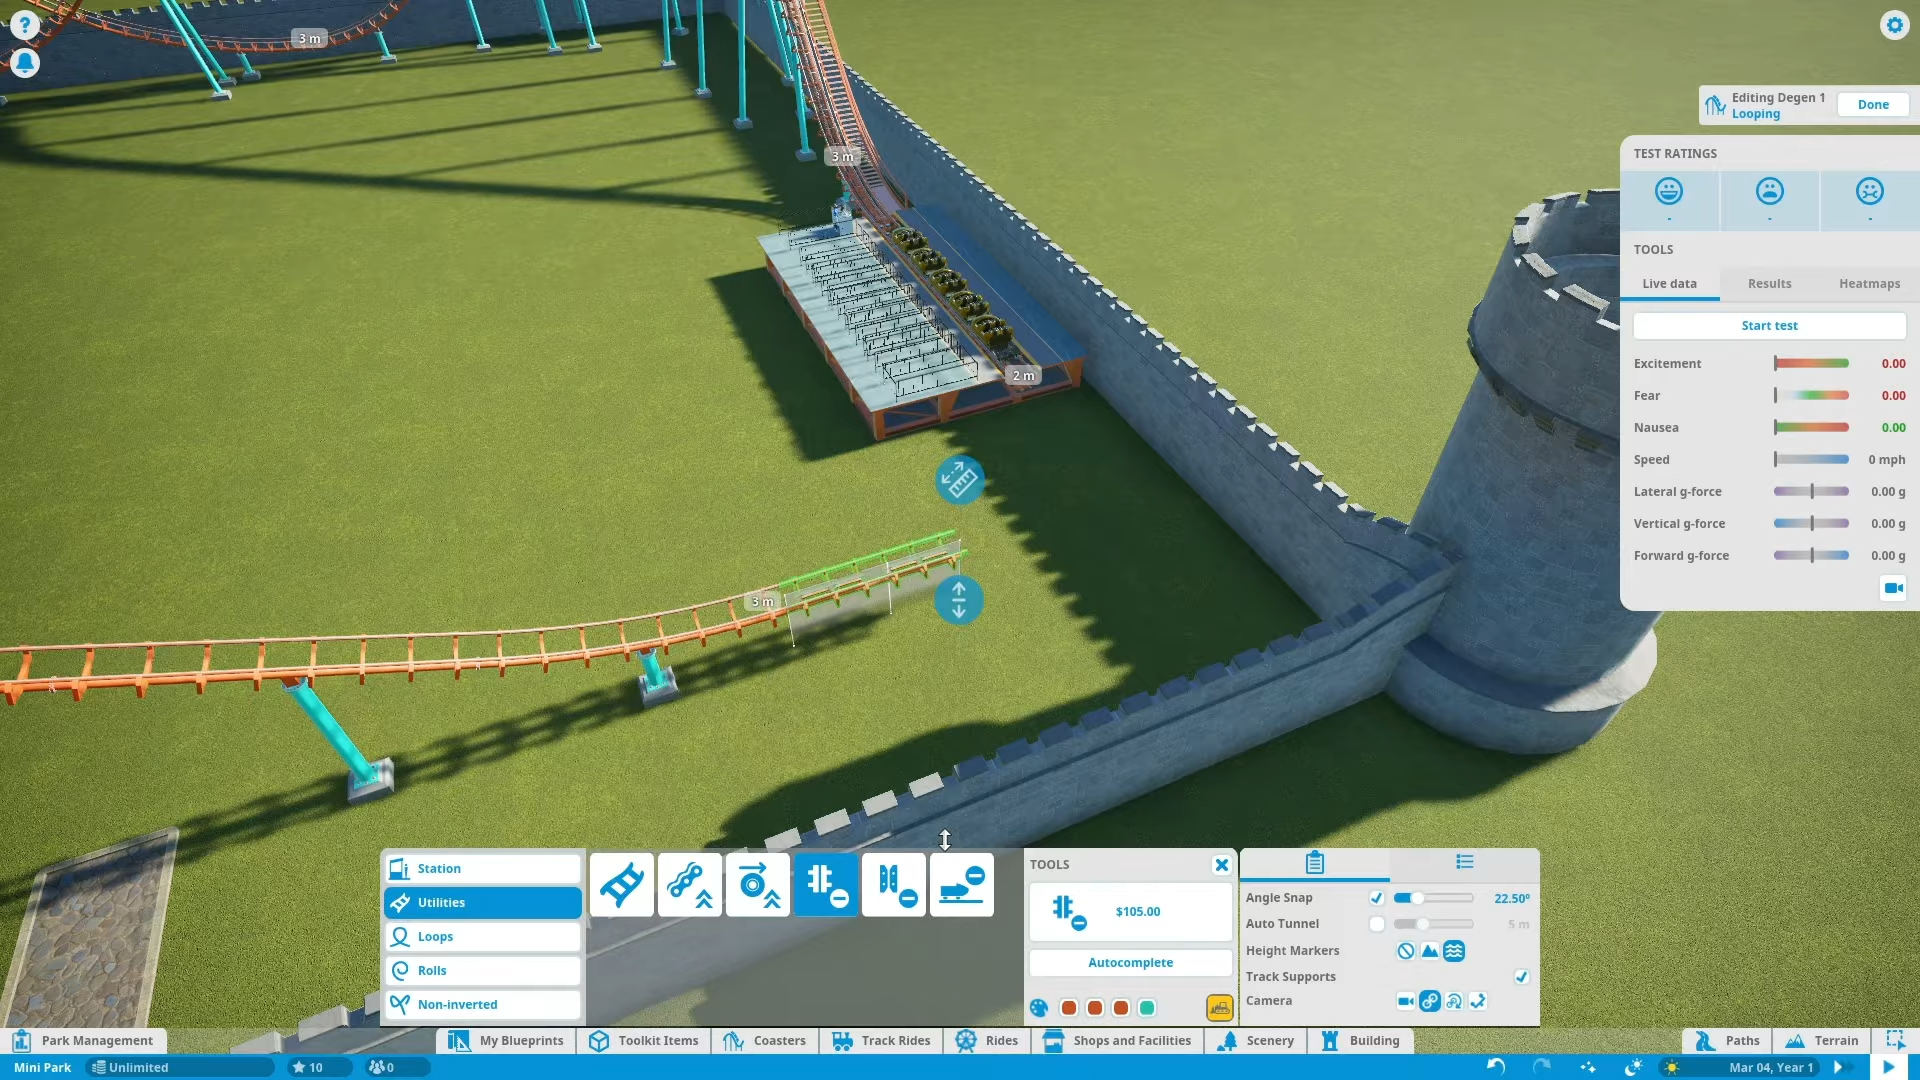 ?
3 m
3 m
2 m
3 m
Editing Degen 1
Looping
Done
TEST RATINGS
- - -
TOOLS
Live data Results Heatmaps
Start test
Excitement 0.00
Fear 0.00
Nausea 0.00
Speed 0 mph
Lateral g-force 0.00 g
Vertical g-force 0.00 g
Forward g-force 0.00 g
Station
Utilities
Loops
Rolls
Non-inverted
TOOLS
$105.00
Autocomplete
Angle Snap 22.50°
Auto Tunnel 5 m
Height Markers
Track Supports
Camera
Park Management My Blueprints Toolkit Items Coasters Track Rides Rides Shops and Facilities Scenery Building Paths Terrain
Mini Park Unlimited 10 0 Mar 04, Year 1